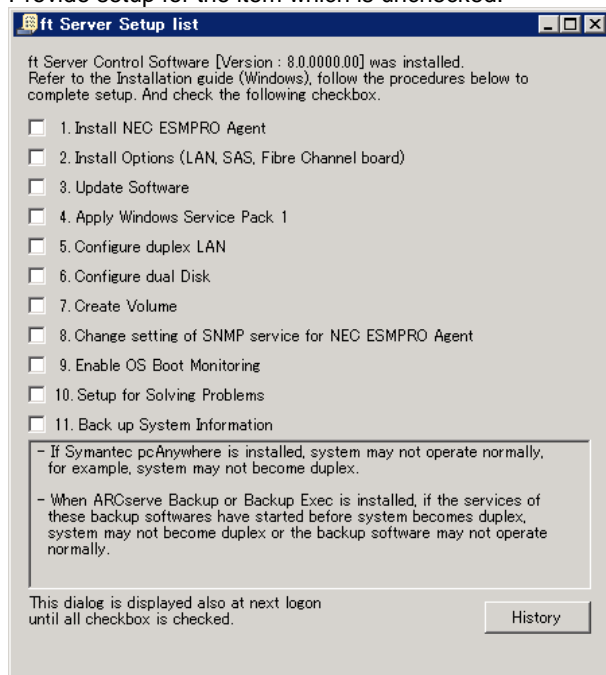 Provide setup for the item which is unchecked.
ft Server Setup list
ft Server Control Software [Version : 8.0.0000.00] was installed.
Refer to the Installation guide (Windows), follow the procedures below to
complete setup. And check the following checkbox.
1. Install NEC ESMPRO Agent
2. Install Options (LAN, SAS, Fibre Channel board)
3. Update Software
4. Apply Windows Service Pack 1
5. Configure duplex LAN
6. Configure dual Disk
7. Create Volume
8. Change setting of SNMP service for NEC ESMPRO Agent
9. Enable OS Boot Monitoring
10. Setup for Solving Problems
11. Back up System Information
- If Symantec pcAnywhere is installed, system may not operate normally,
for example, system may not become duplex.
- When ARCserve Backup or Backup Exec is installed, if the services of
these backup softwares have started before system becomes duplex,
system may not become duplex or the backup software may not operate
normally.
This dialog is displayed also at next logon
until all checkbox is checked.
History